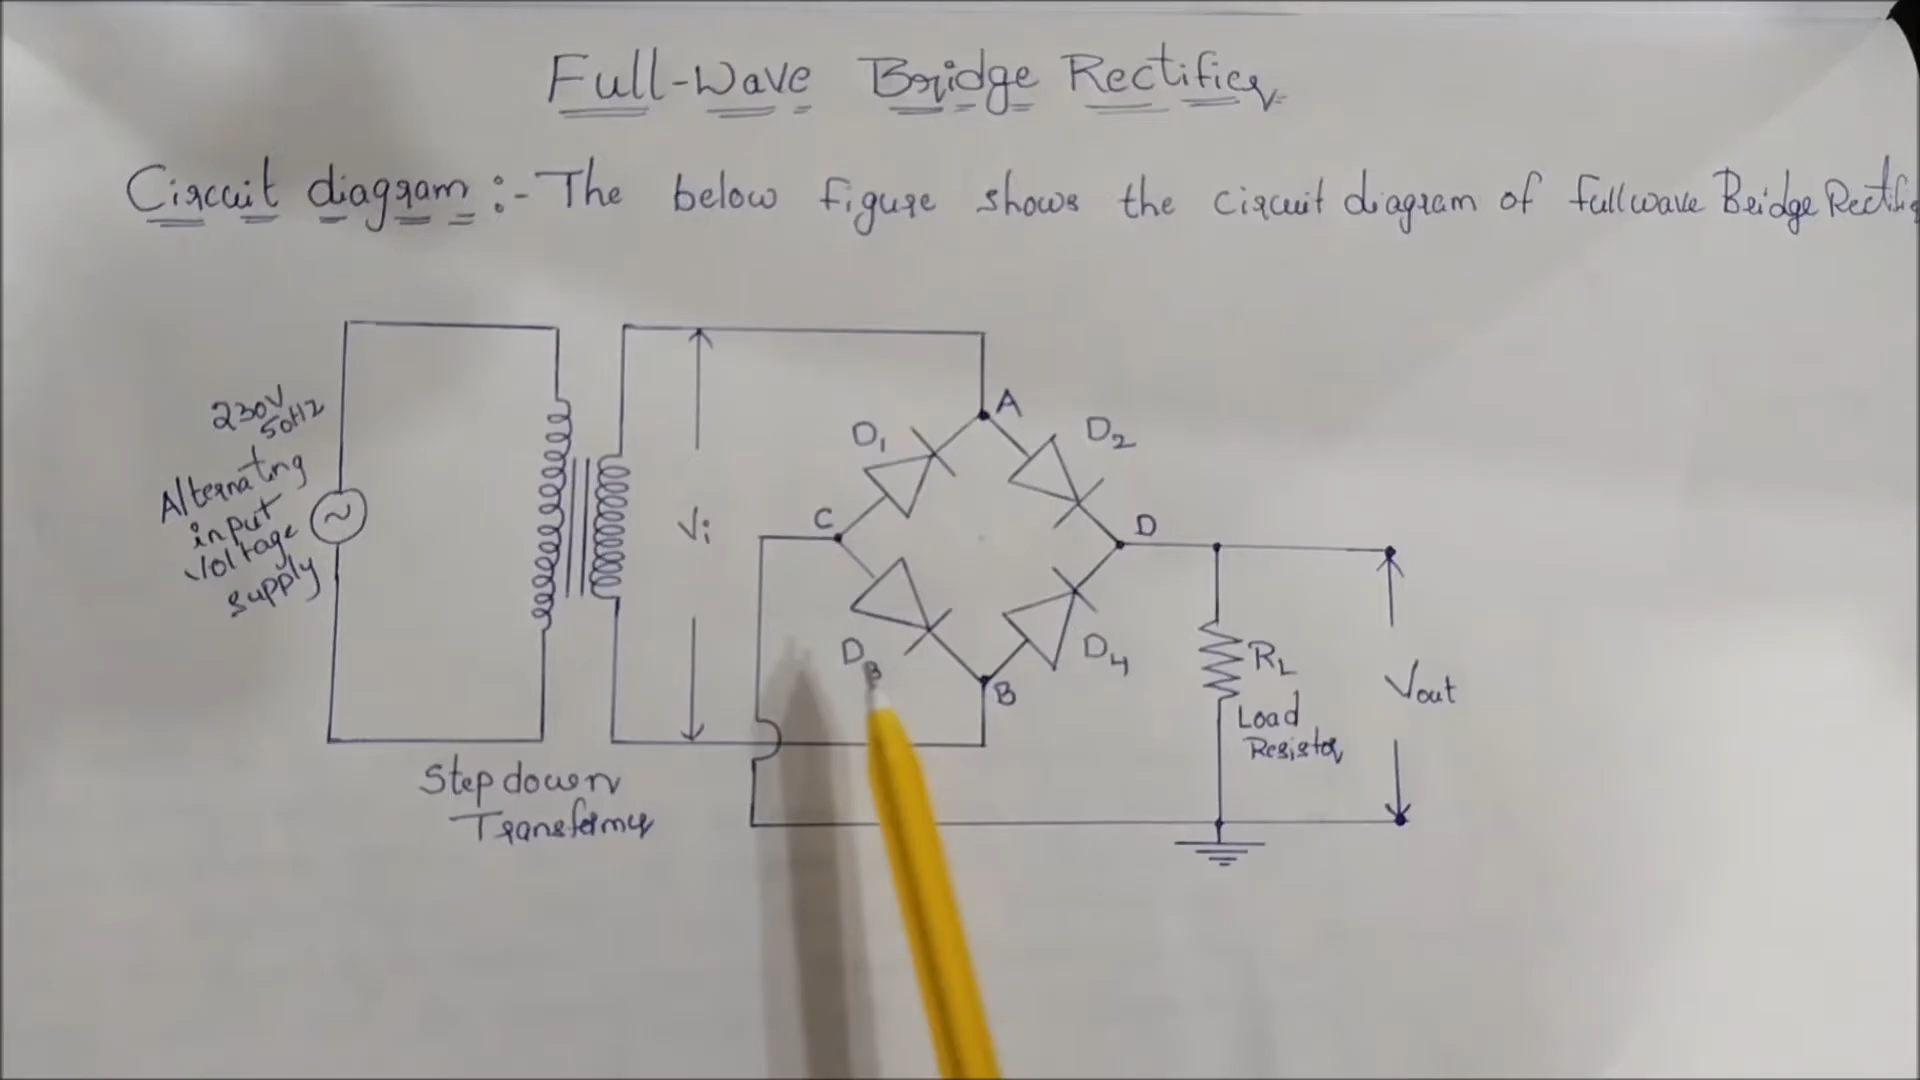 Full-Wave Bridge Rectifier
Circuit diagram :- The below figure shows the circuit diagram of fullwave Bridge Rectifie
230V
50HZ
Alternating
input
Voltage
supply
Step down
Transformer
Vi
A
D1
D2
C
D
D3
D4
B
RL
Load
Resistor
Vout